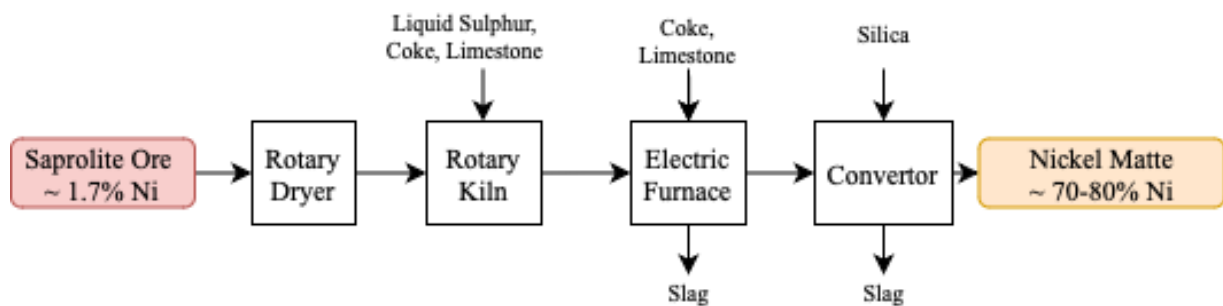 Liquid Sulphur,
Coke, Limestone
Coke,
Limestone
Silica
Saprolite Ore
~ 1.7% Ni
Rotary
Dryer
Rotary
Kiln
Electric
Furnace
Convertor
Nickel Matte
~ 70-80% Ni
Slag
Slag